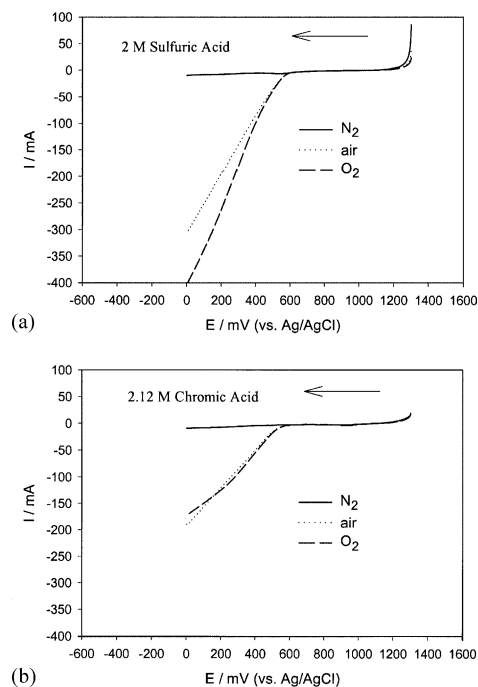 100
50
0
-50
-100
-150
-200
-250
-300
-350
-400
I / mA
2 M Sulfuric Acid
N2
air
O2
-600 -400 -200 0 200 400 600 800 1000 1200 1400 1600
E / mV (vs. Ag/AgCl)
(a)
100
50
0
-50
-100
-150
-200
-250
-300
-350
-400
I / mA
2.12 M Chromic Acid
N2
air
O2
-600 -400 -200 0 200 400 600 800 1000 1200 1400 1600
E / mV (vs. Ag/AgCl)
(b)